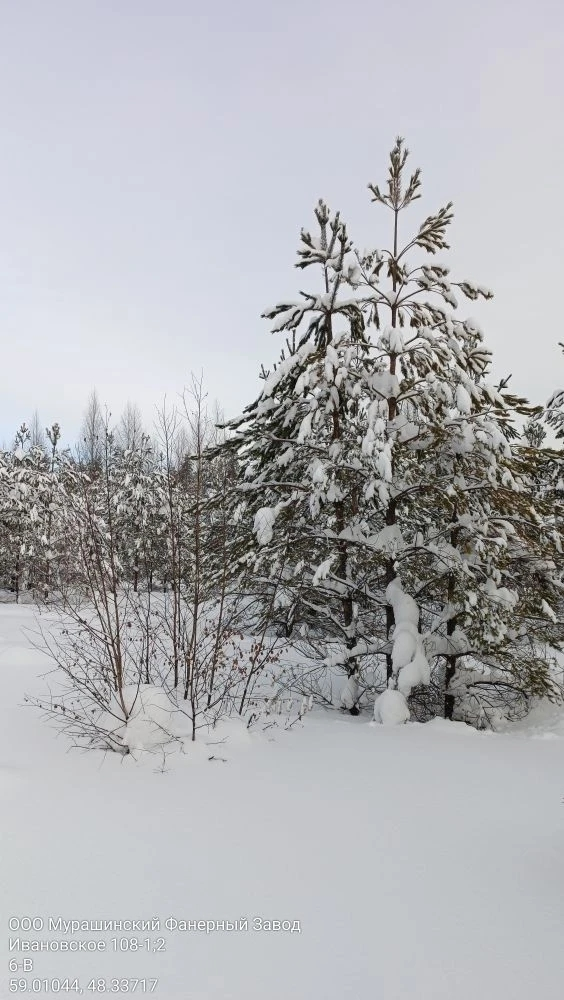 ООО Мурашинский Фанерный Завод
Ивановское 108-1;2
6-В
59.01044, 48.33717